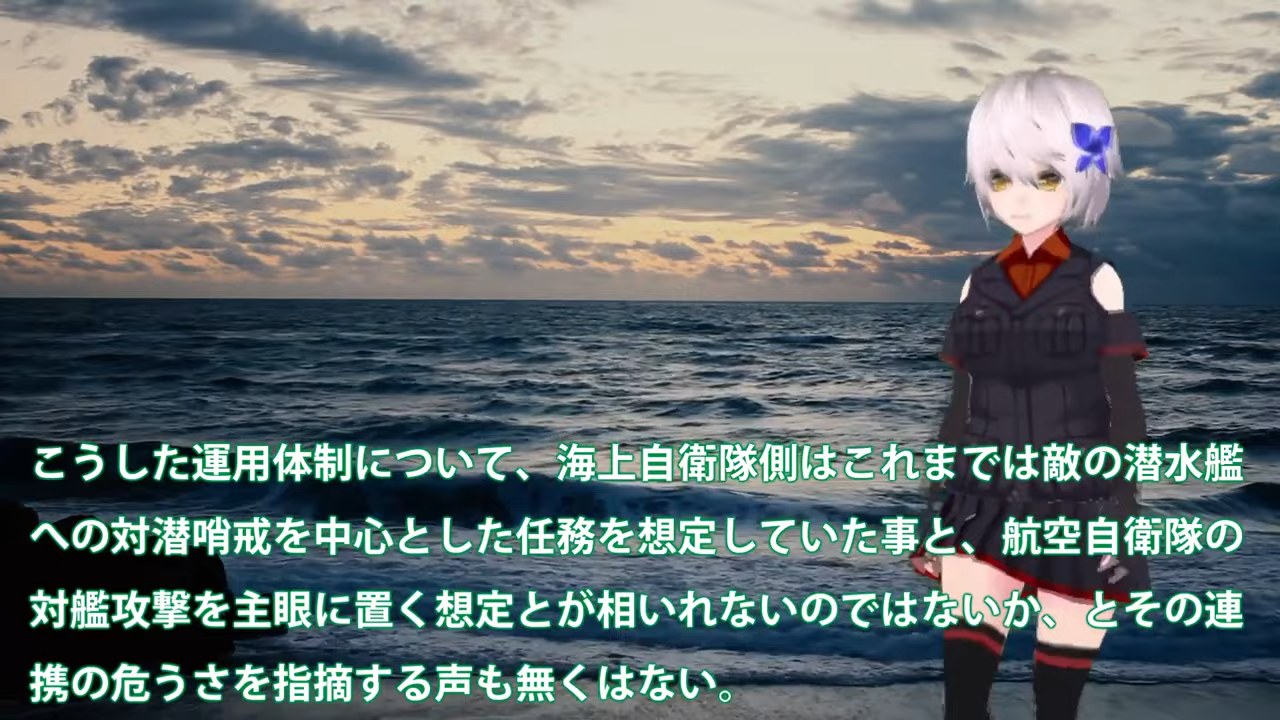 こうした運用体制について、海上自衛隊側はこれまでは敵の潜水艦
への対潜哨戒を中心とした任務を想定していた事と、航空自衛隊の
対艦攻撃を主眼に置く想定とが相いれないのではないか、とその連
携の危うさを指摘する声も無くはない。